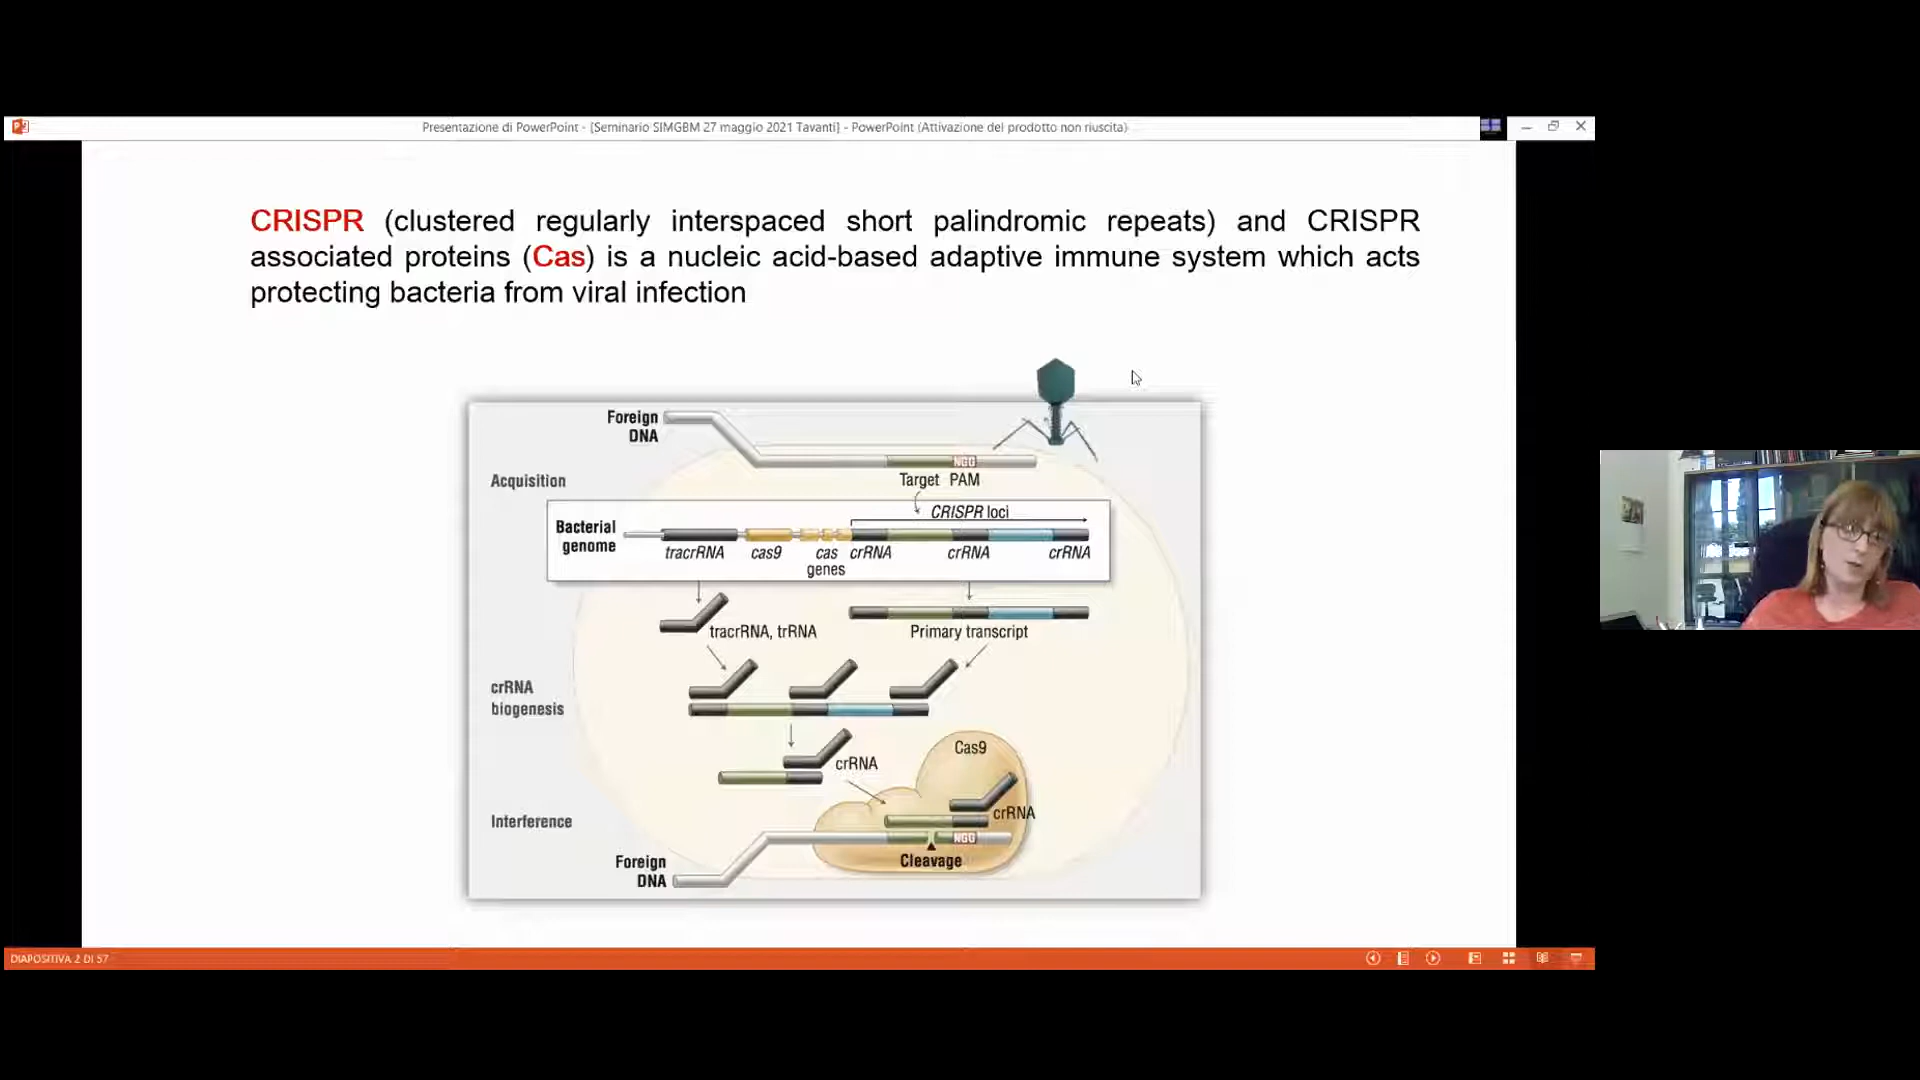 Presentazione di PowerPoint - [Seminario SIMGBM 27 maggio 2021 Tavanti] - PowerPoint (Attivazione del prodotto non riuscita)
CRISPR (clustered regularly interspaced short palindromic repeats) and CRISPR
associated proteins (Cas) is a nucleic acid-based adaptive immune system which acts
protecting bacteria from viral infection
Foreign
DNA
NGG
Acquisition
Target PAM
CRISPR loci
Bacterial
genome
tracrRNA
cas9
cas
genes
crRNA
crRNA
crRNA
tracrRNA, trRNA
Primary transcript
crRNA
biogenesis
crRNA
Cas9
crRNA
Interference
NGG
Cleavage
Foreign
DNA
DIAPOSITIVA 2 DI 57